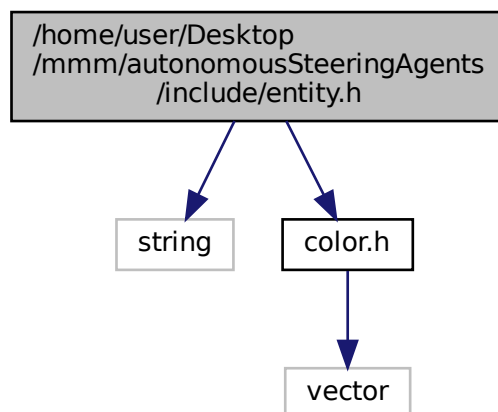 /home/user/Desktop
/mmm/autonomousSteeringAgents
/include/entity.h
string
color.h
vector